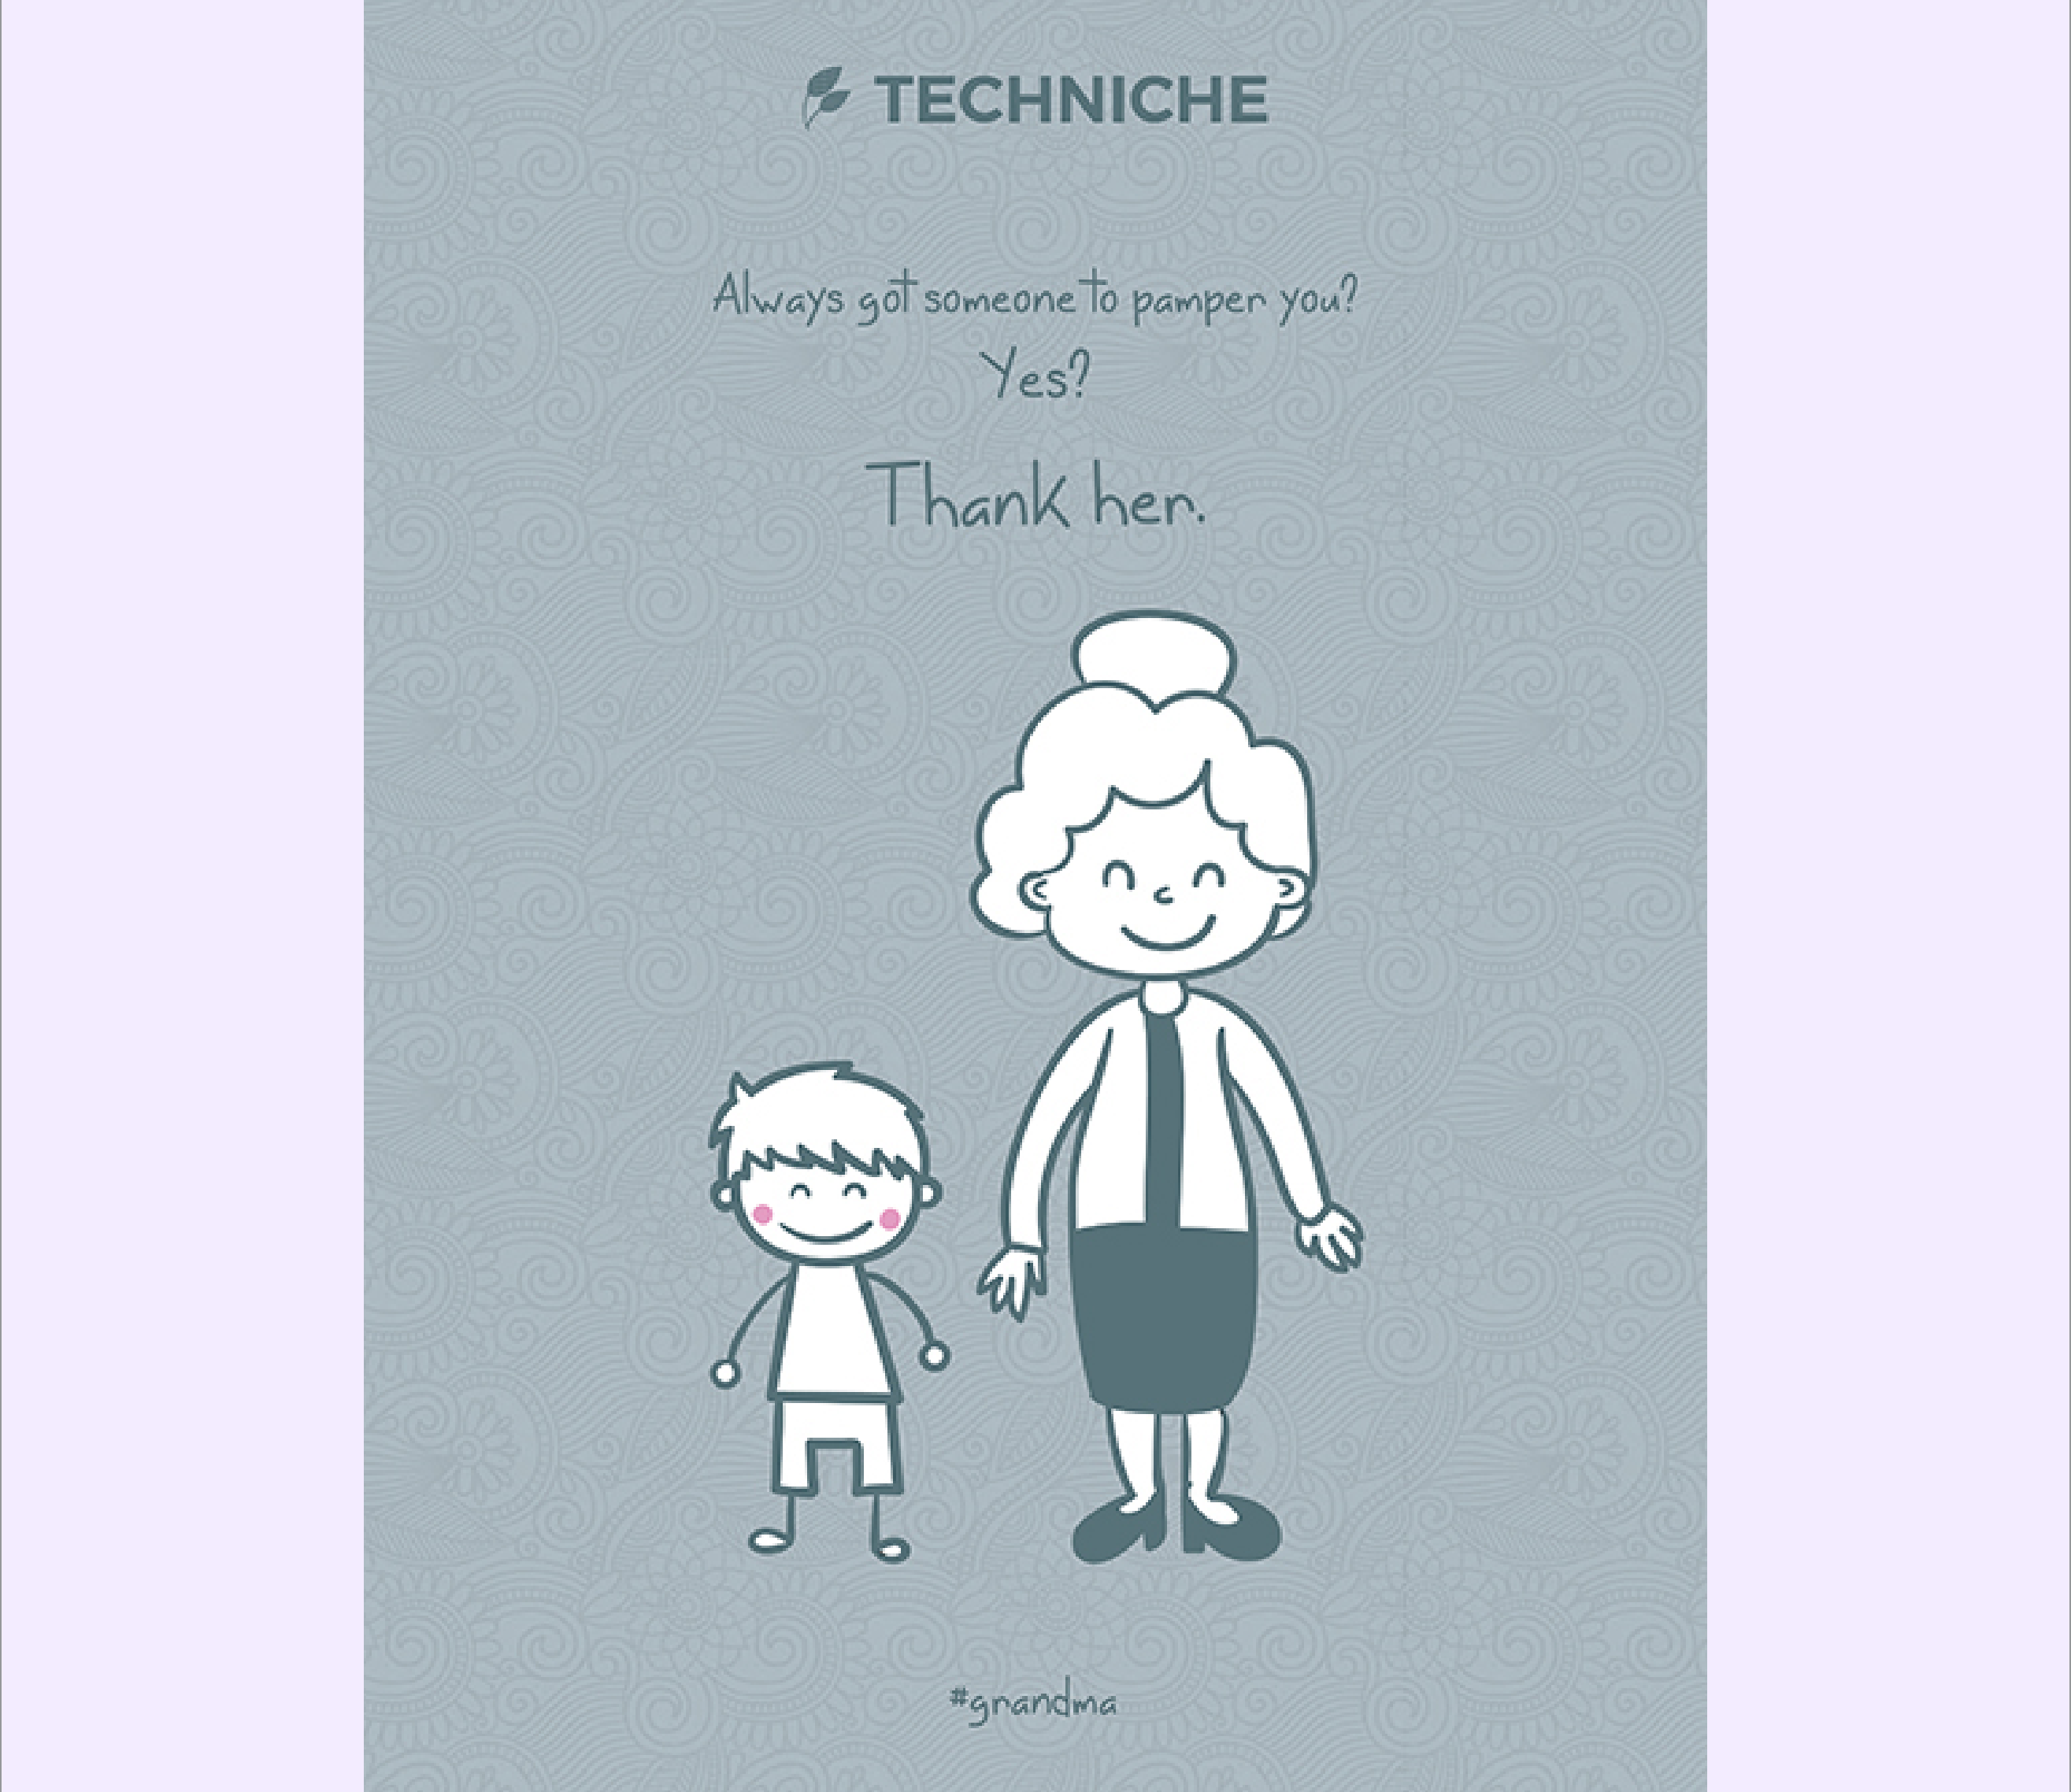 TECHNICHE
Always got someone to pamper you?
Yes?
Thank her.
#grandma